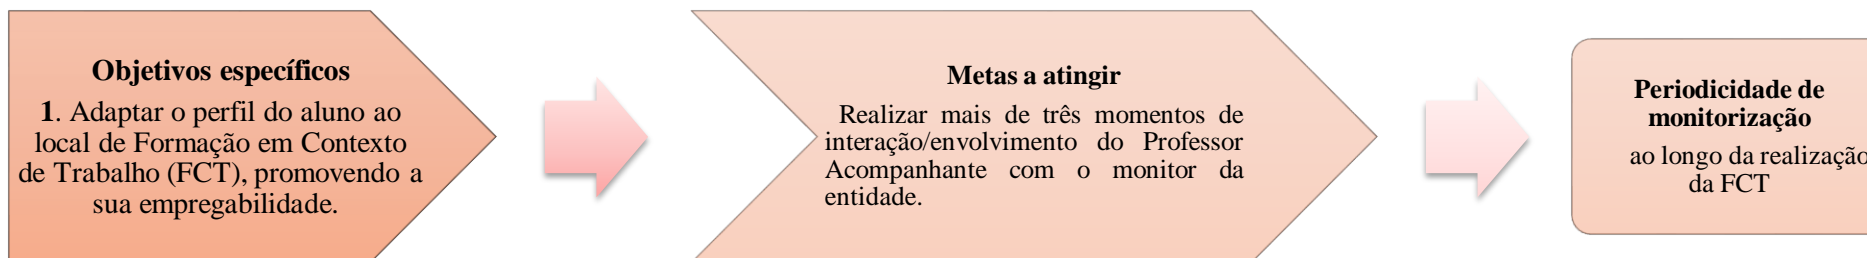 Objetivos específicos
1. Adaptar o perfil do aluno ao
local de Formação em Contexto
de Trabalho (FCT), promovendo a
sua empregabilidade.
Metas a atingir
Realizar mais de três momentos de
interação/envolvimento do Professor
Acompanhante com o monitor da
entidade.
Periodicidade de
monitorização
ao longo da realização
da FCT